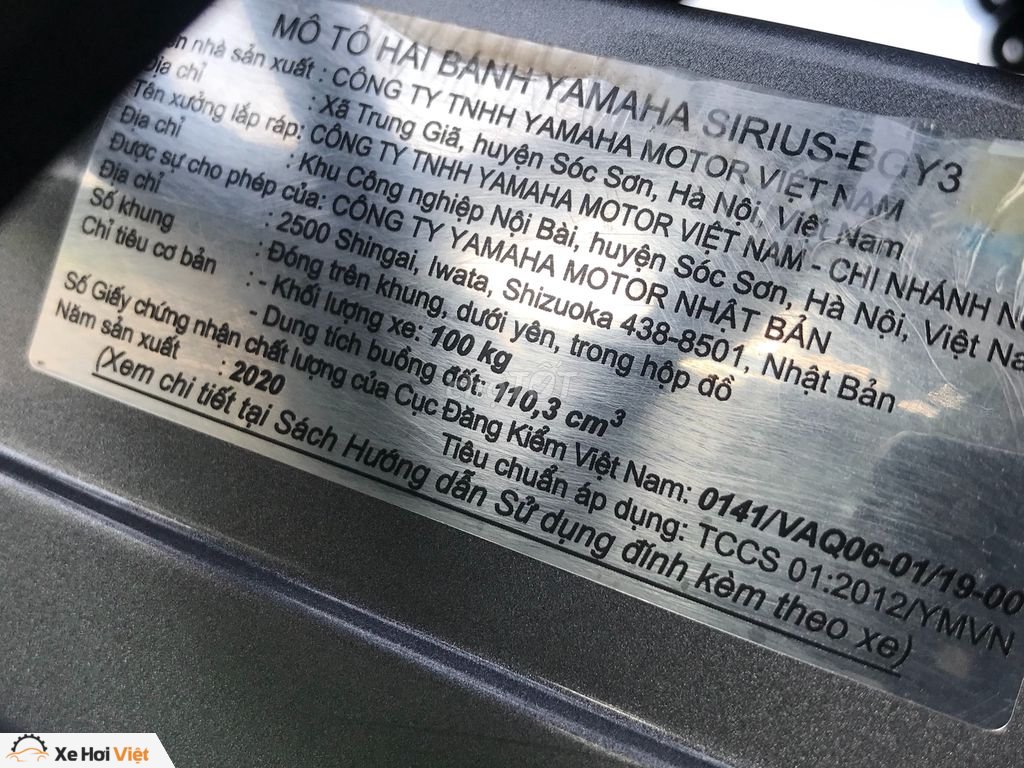 MÔ TÔ HAI BÁNH YAMAHA SIRIUS-BGY3
nhà sản xuất : CÔNG TY TNHH YAMAHA MOTOR VIỆT NAM
Địa chỉ : Xã Trung Giã, huyện Sóc Sơn, Hà Nội, Việt Nam
Tên xưởng lắp ráp: CÔNG TY TNHH YAMAHA MOTOR VIỆT NAM - CHI NHÁNH
Địa chỉ : Khu Công nghiệp Nội Bài, huyện Sóc Sơn, Hà Nội, Việt
Được sự cho phép của: CÔNG TY YAMAHA MOTOR NHẬT BẢN
Địa chỉ : 2500 Shingai, Iwata, Shizuoka 438-8501, Nhật Bản
Số khung : Đóng trên khung, dưới yên, trong hộp đồ
Chỉ tiêu cơ bản : - Khối lượng xe: 100 kg
- Dung tích buồng đốt: 110,3 cm³
Số Giấy chứng nhận chất lượng của Cục Đăng Kiểm Việt Nam: 0141/VAQ06-01/19-00
Năm sản xuất : 2020 Tiêu chuẩn áp dụng: TCCS 01:2012/YMVN
(Xem chi tiết tại Sách Hướng dẫn Sử dụng đính kèm theo xe)
TỐT
Xe Hơi Việt